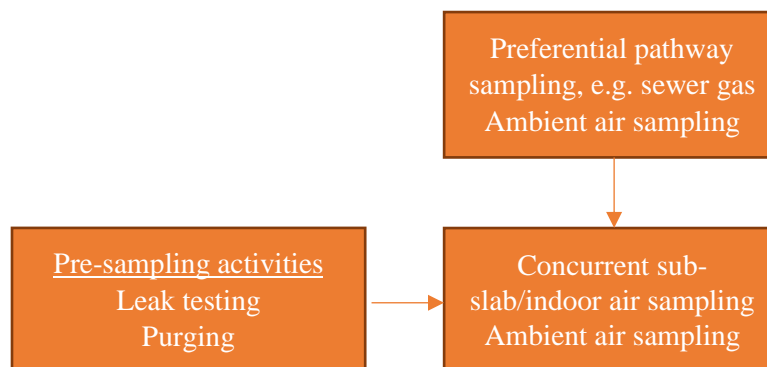 Preferential pathway
sampling, e.g. sewer gas
Ambient air sampling
Pre-sampling activities
Leak testing
Purging
Concurrent sub-
slab/indoor air sampling
Ambient air sampling